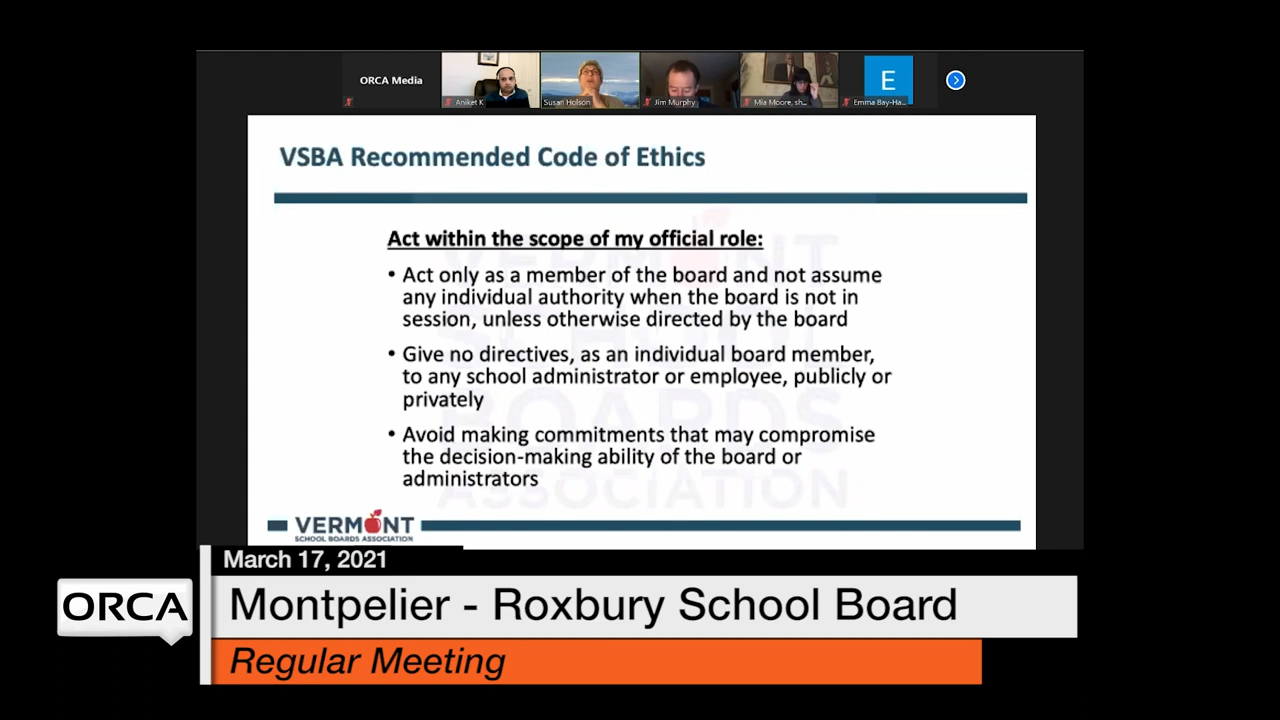 ORCA Media
Aniket K
Susan Holson
Jim Murphy
Mia Moore, sh...
Emma Bay-Ha...
E
VSBA Recommended Code of Ethics
Act within the scope of my official role:
• Act only as a member of the board and not assume
any individual authority when the board is not in
session, unless otherwise directed by the board
• Give no directives, as an individual board member,
to any school administrator or employee, publicly or
privately
• Avoid making commitments that may compromise
the decision-making ability of the board or
administrators
VERMONT
SCHOOL BOARDS
ASSOCIATION
VERMONT
SCHOOL BOARDS ASSOCIATION
March 17, 2021
ORCA
Montpelier - Roxbury School Board
Regular Meeting